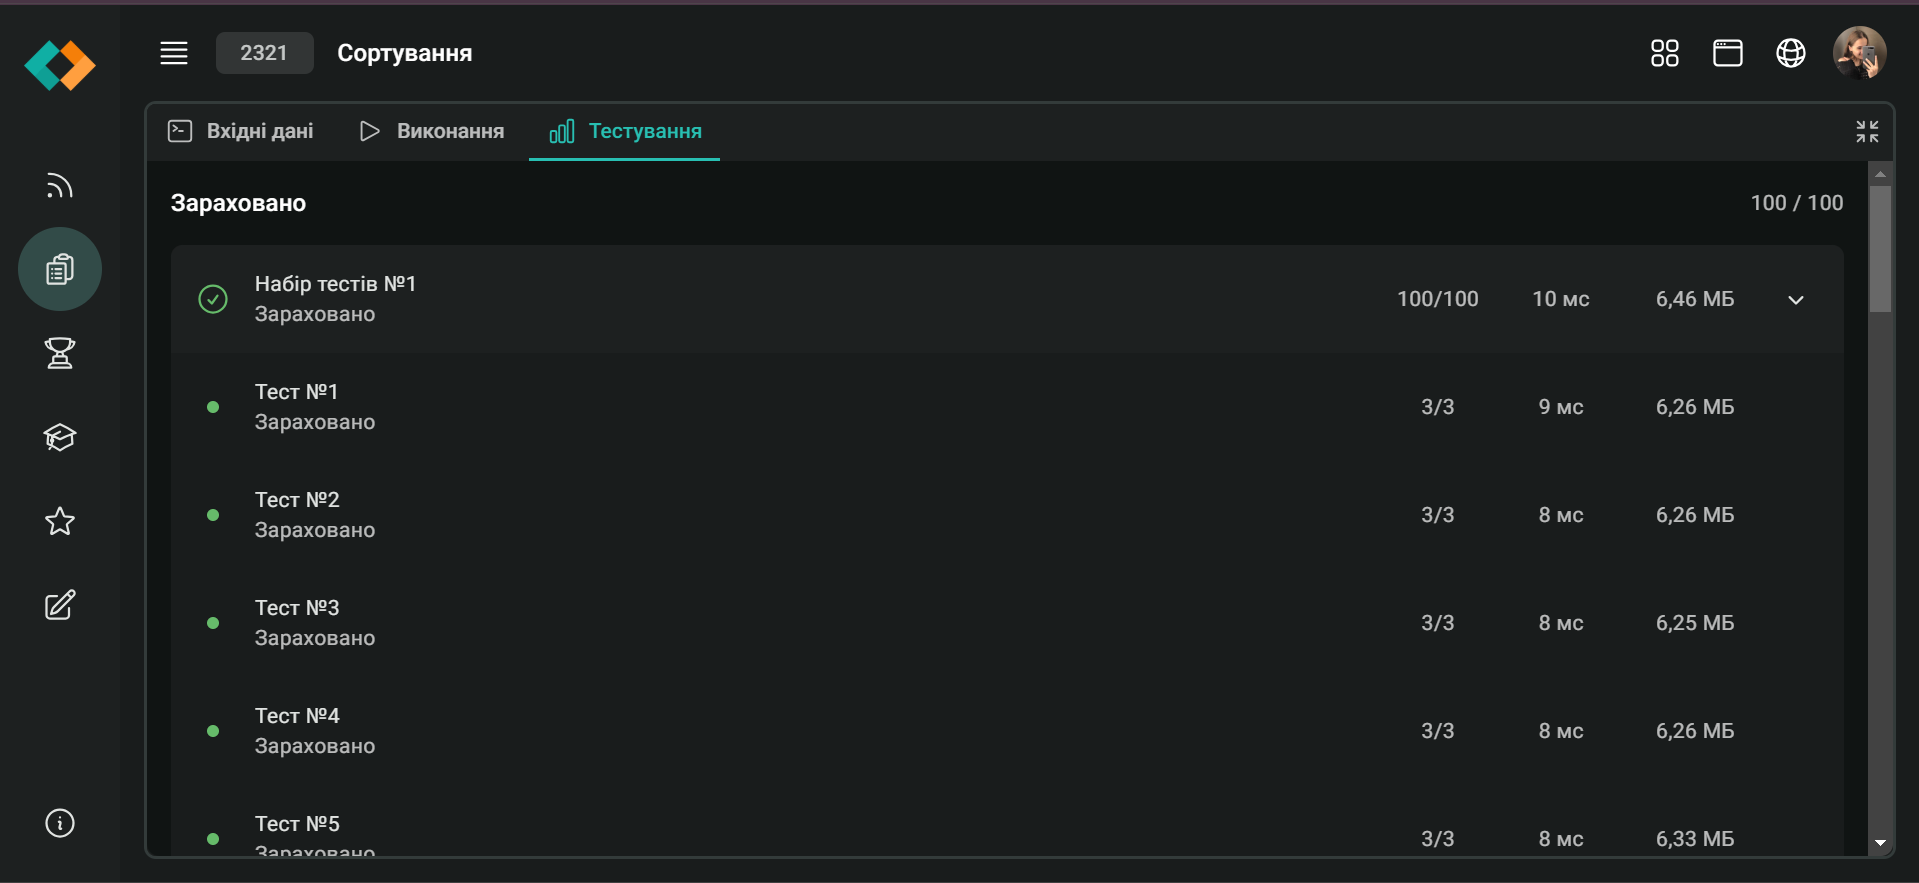 2321 Сортування
Вхідні дані Виконання Тестування
Зараховано 100 / 100
Набір тестів №1
Зараховано
100/100 10 мс 6,46 МБ
Тест №1
Зараховано
3/3 9 мс 6,26 МБ
Тест №2
Зараховано
3/3 8 мс 6,26 МБ
Тест №3
Зараховано
3/3 8 мс 6,25 МБ
Тест №4
Зараховано
3/3 8 мс 6,26 МБ
Тест №5
Зараховано
3/3 8 мс 6,33 МБ